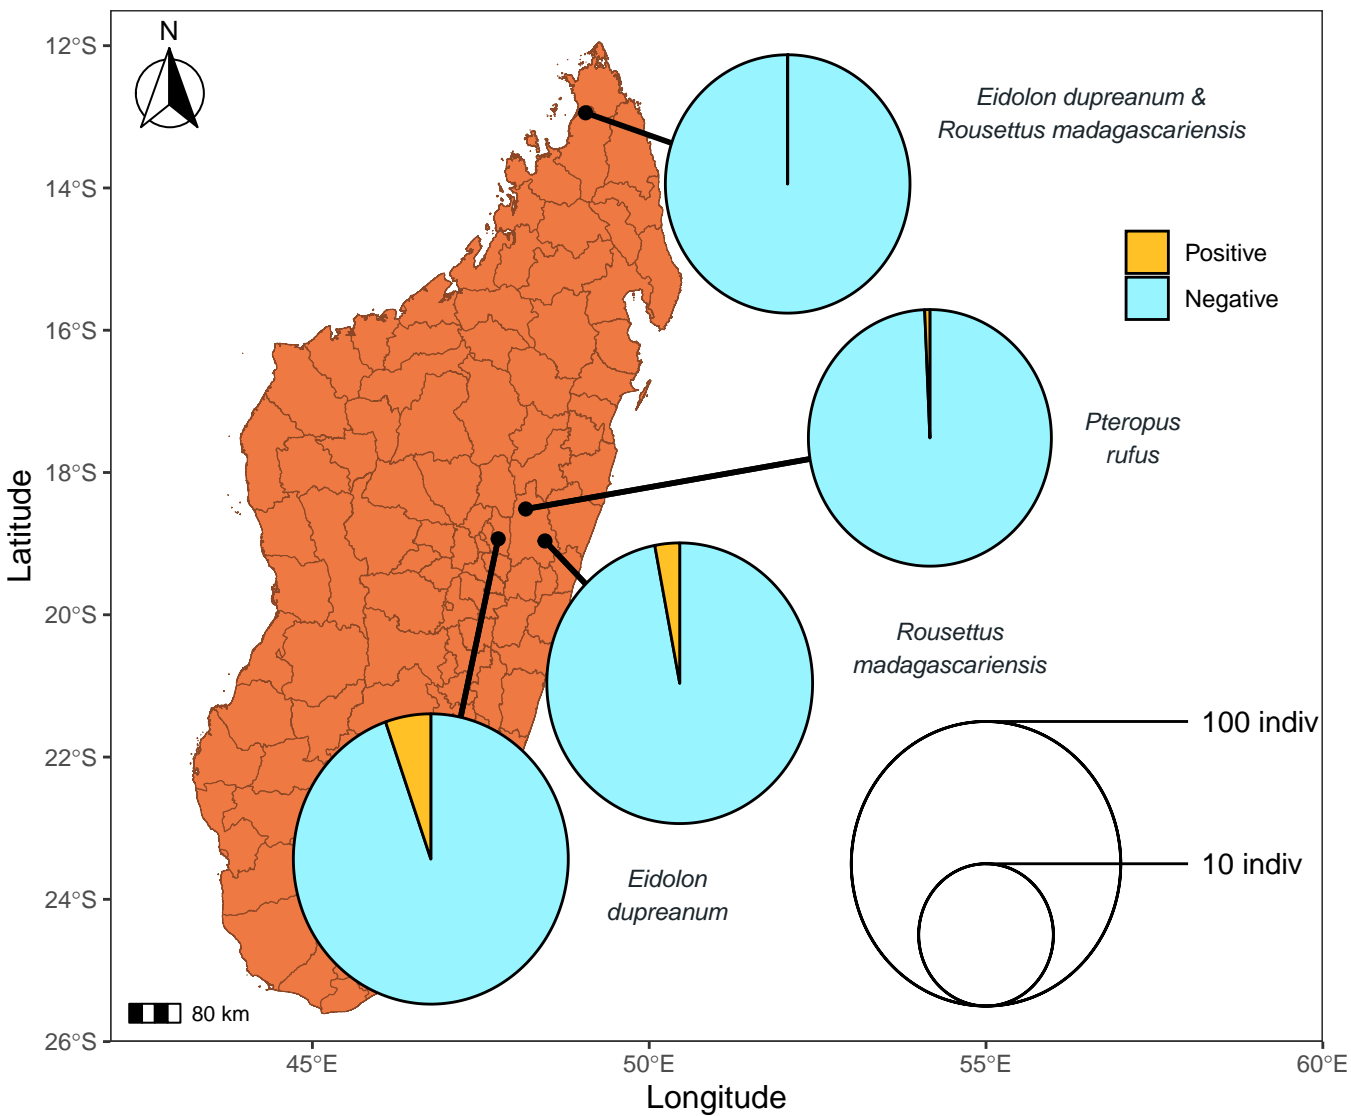 N
12°S
14°S
16°S
18°S
20°S
22°S
24°S
26°S
Latitude
Eidolon dupreanum &
Rousettus madagascariensis
Positive
Negative
Pteropus
rufus
Rousettus
madagascariensis
Eidolon
dupreanum
100 indiv
10 indiv
80 km
45°E
50°E
55°E
60°E
Longitude